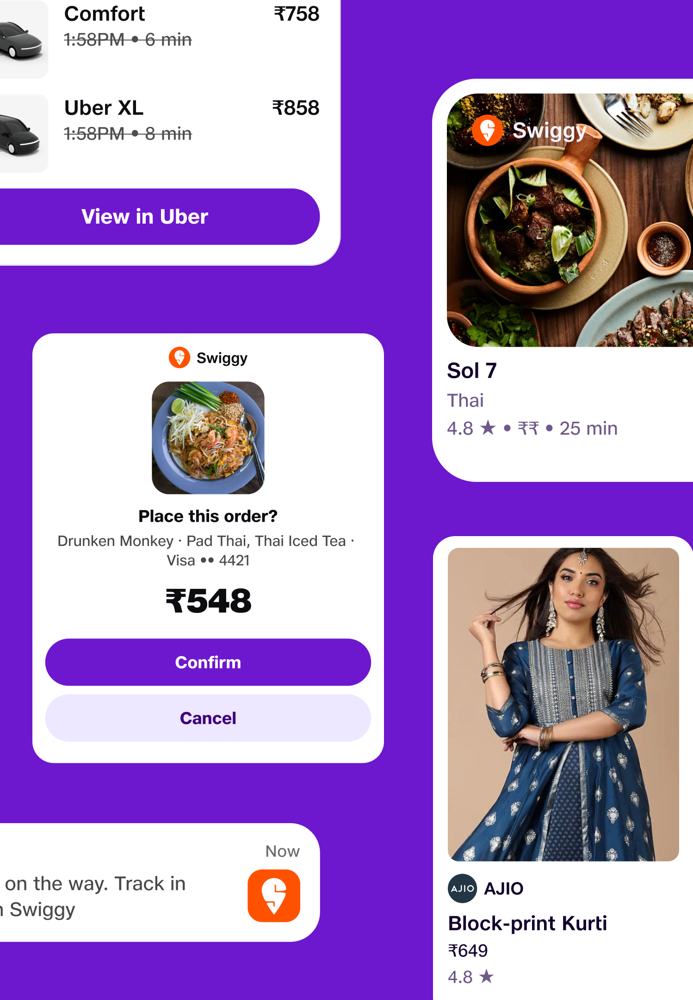 Comfort
₹758
1:58PM • 6 min
Uber XL
₹858
1:58PM • 8 min
View in Uber
Swiggy
Sol 7
Thai
4.8 ★ • ₹₹ • 25 min
Swiggy
Place this order?
Drunken Monkey · Pad Thai, Thai Iced Tea ·
Visa •• 4421
₹548
Confirm
Cancel
Now
on the way. Track in
Swiggy
AJIO AJIO
Block-print Kurti
₹649
4.8 ★